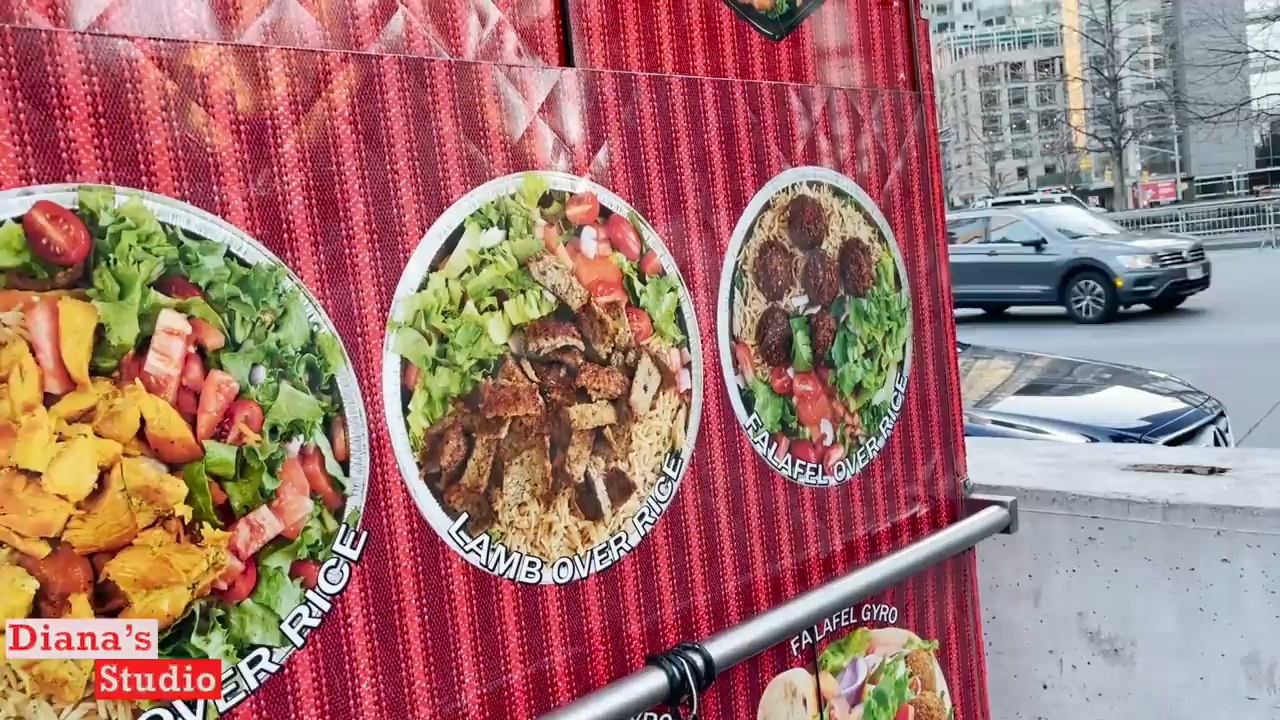 OVER RICE
LAMB OVER RICE
FALAFEL OVER RICE
FALAFEL GYRO
Diana's
Studio